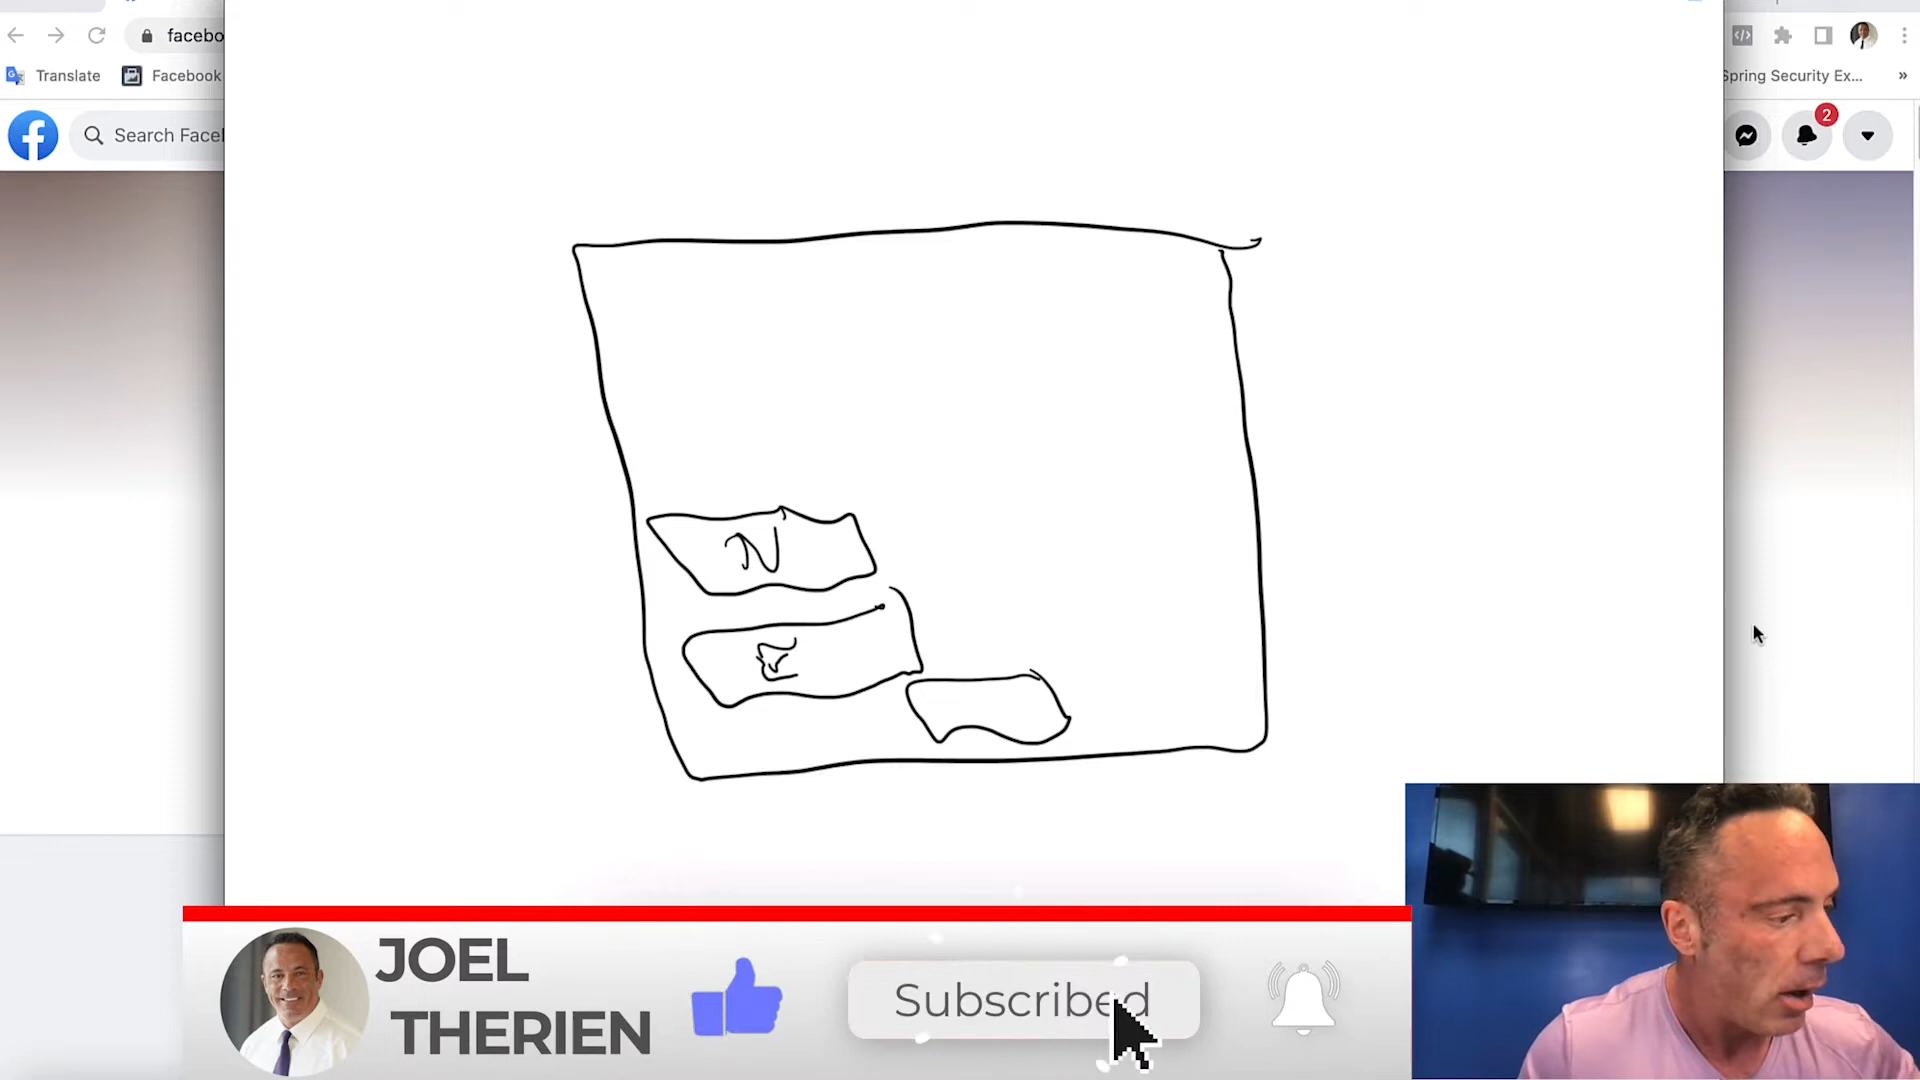 facebo
Translate
Facebook
Spring Security Ex...
»
Search Facel
2
N
E
JOEL
THERIEN
Subscribed